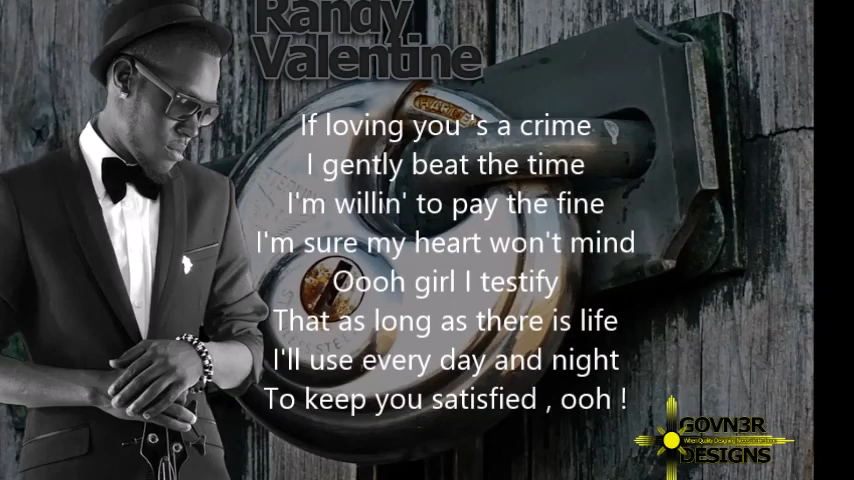 Randy
Valentine
If loving you 's a crime
I gently beat the time
I'm willin' to pay the fine
I'm sure my heart won't mind
Oooh girl I testify
That as long as there is life
I'll use every day and night
To keep you satisfied , ooh !
GOVN3R
DESIGNS